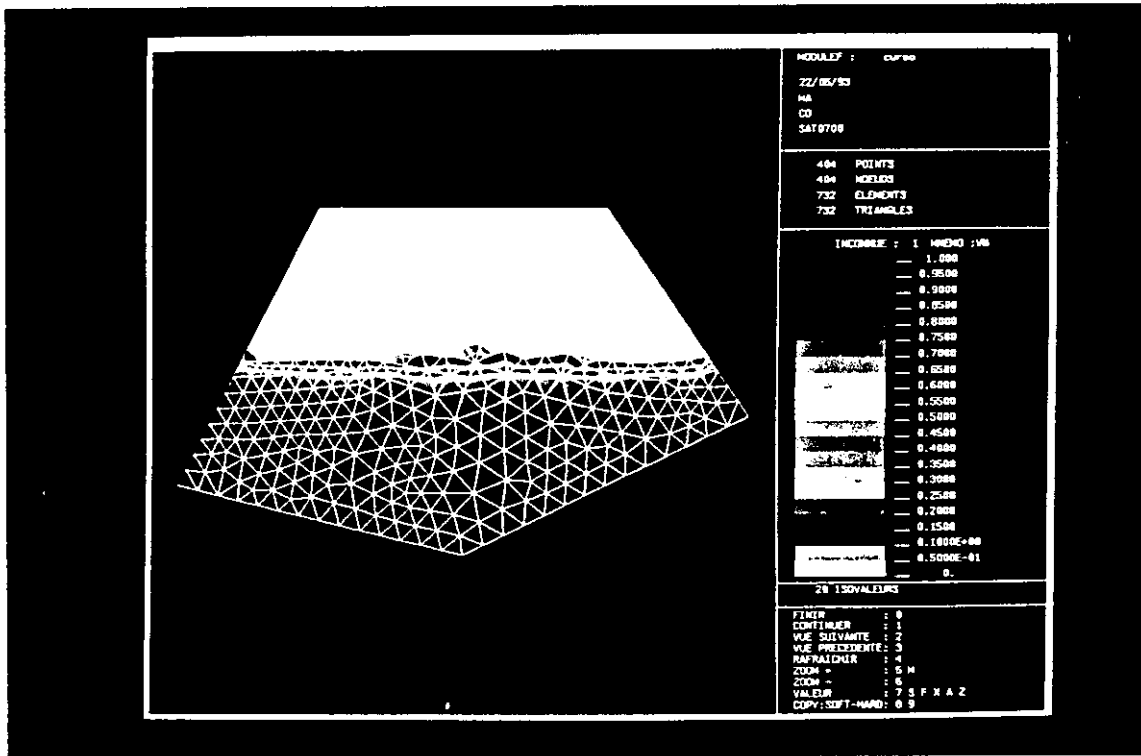 MODULEF : curso
22/06/93
MA
CO
SAT0700
404 POINTS
404 NOEUDS
732 ELEMENTS
732 TRIANGLES
INCONNUE : 1 MNEMO :VN
1.000
0.9500
0.9000
0.8500
0.8000
0.7500
0.7000
0.6500
0.6000
0.5500
0.5000
0.4500
0.4000
0.3500
0.3000
0.2500
0.2000
0.1500
0.1000E+00
0.5000E-01
0.
20 ISOVALEURS
FINIR : 0
CONTINUER : 1
VUE SUIVANTE : 2
VUE PRECEDENTE: 3
RAFRAICHIR : 4
ZOOM + : 5 M
ZOOM - : 6
VALEUR : 7 S F X A Z
COPY:SOFT-HARD: 8 9